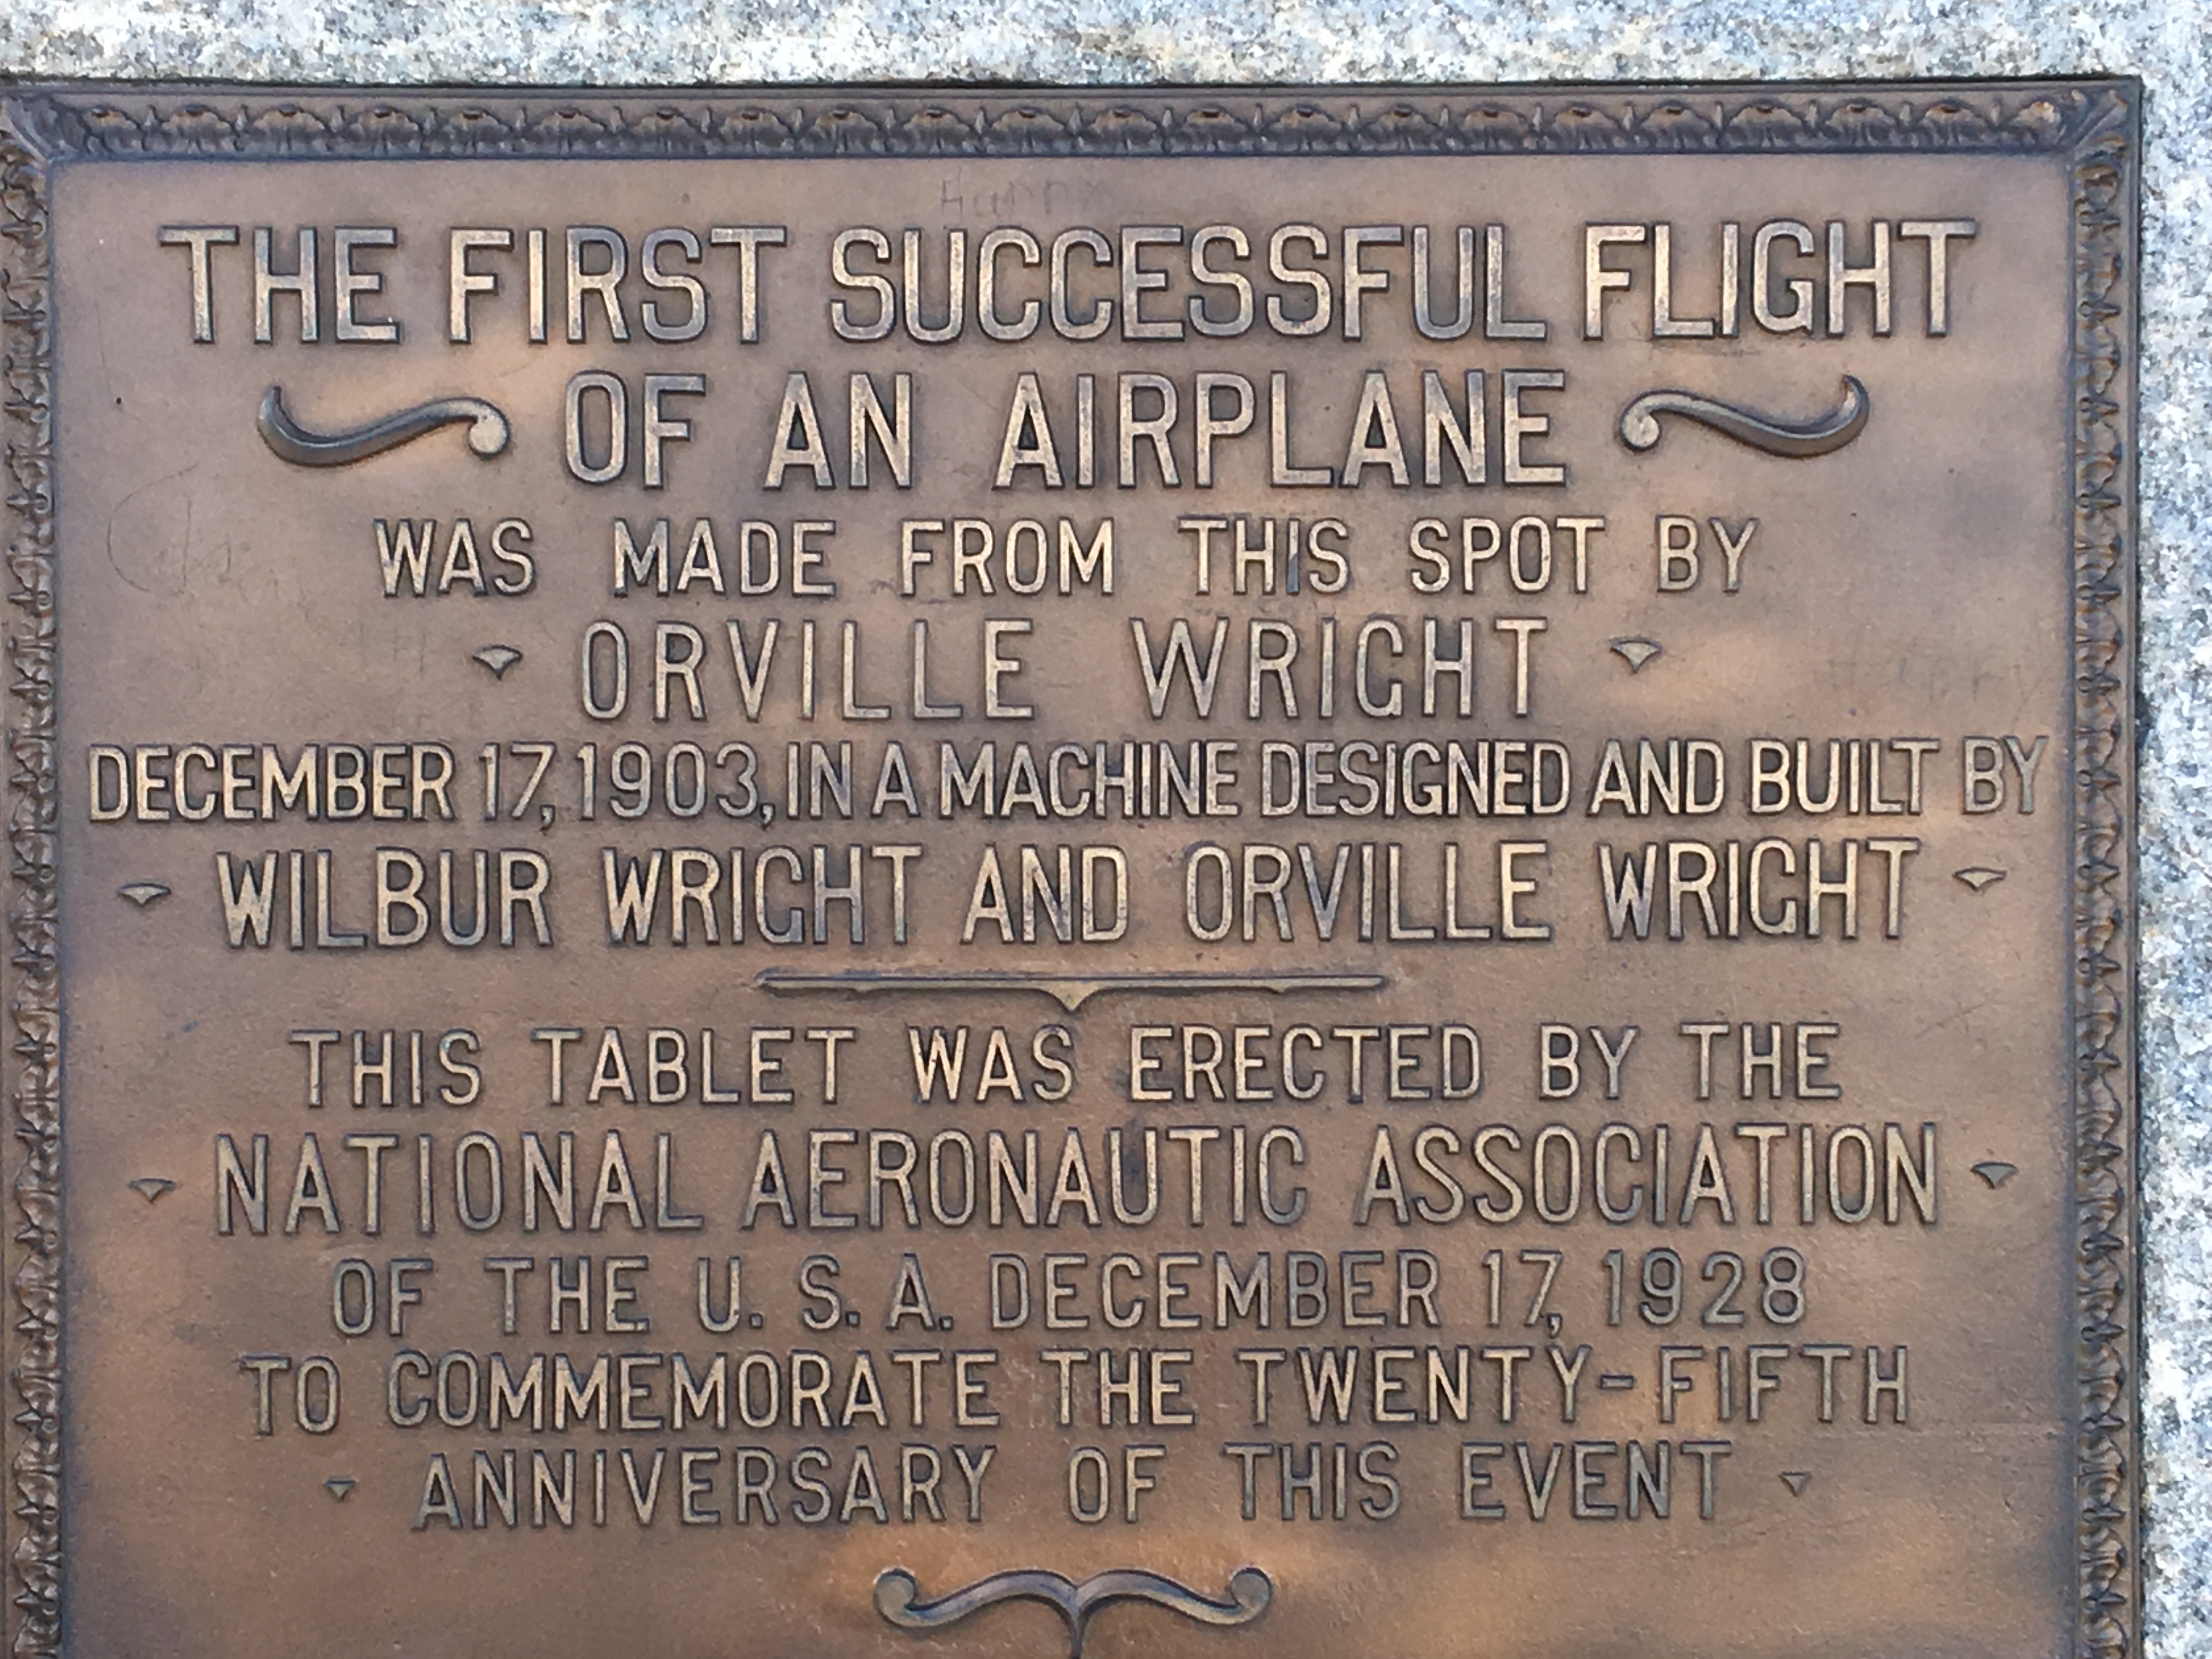 Harry
THE FIRST SUCCESSFUL FLIGHT
OF AN AIRPLANE
WAS MADE FROM THIS SPOT BY
ORVILLE WRIGHT
DECEMBER 17, 1903, IN A MACHINE DESIGNED AND BUILT BY
WILBUR WRIGHT AND ORVILLE WRIGHT
THIS TABLET WAS ERECTED BY THE
NATIONAL AERONAUTIC ASSOCIATION
OF THE U. S. A. DECEMBER 17, 1928
TO COMMEMORATE THE TWENTY-FIFTH
ANNIVERSARY OF THIS EVENT